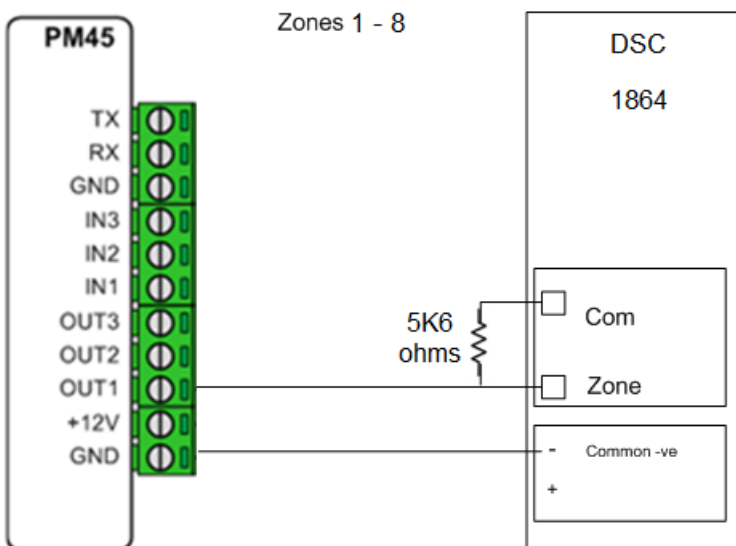 PM45
TX
RX
GND
IN3
IN2
IN1
OUT3
OUT2
OUT1
+12V
GND
Zones 1 - 8
5K6
ohms
DSC
1864
Com
Zone
- Common -ve
+